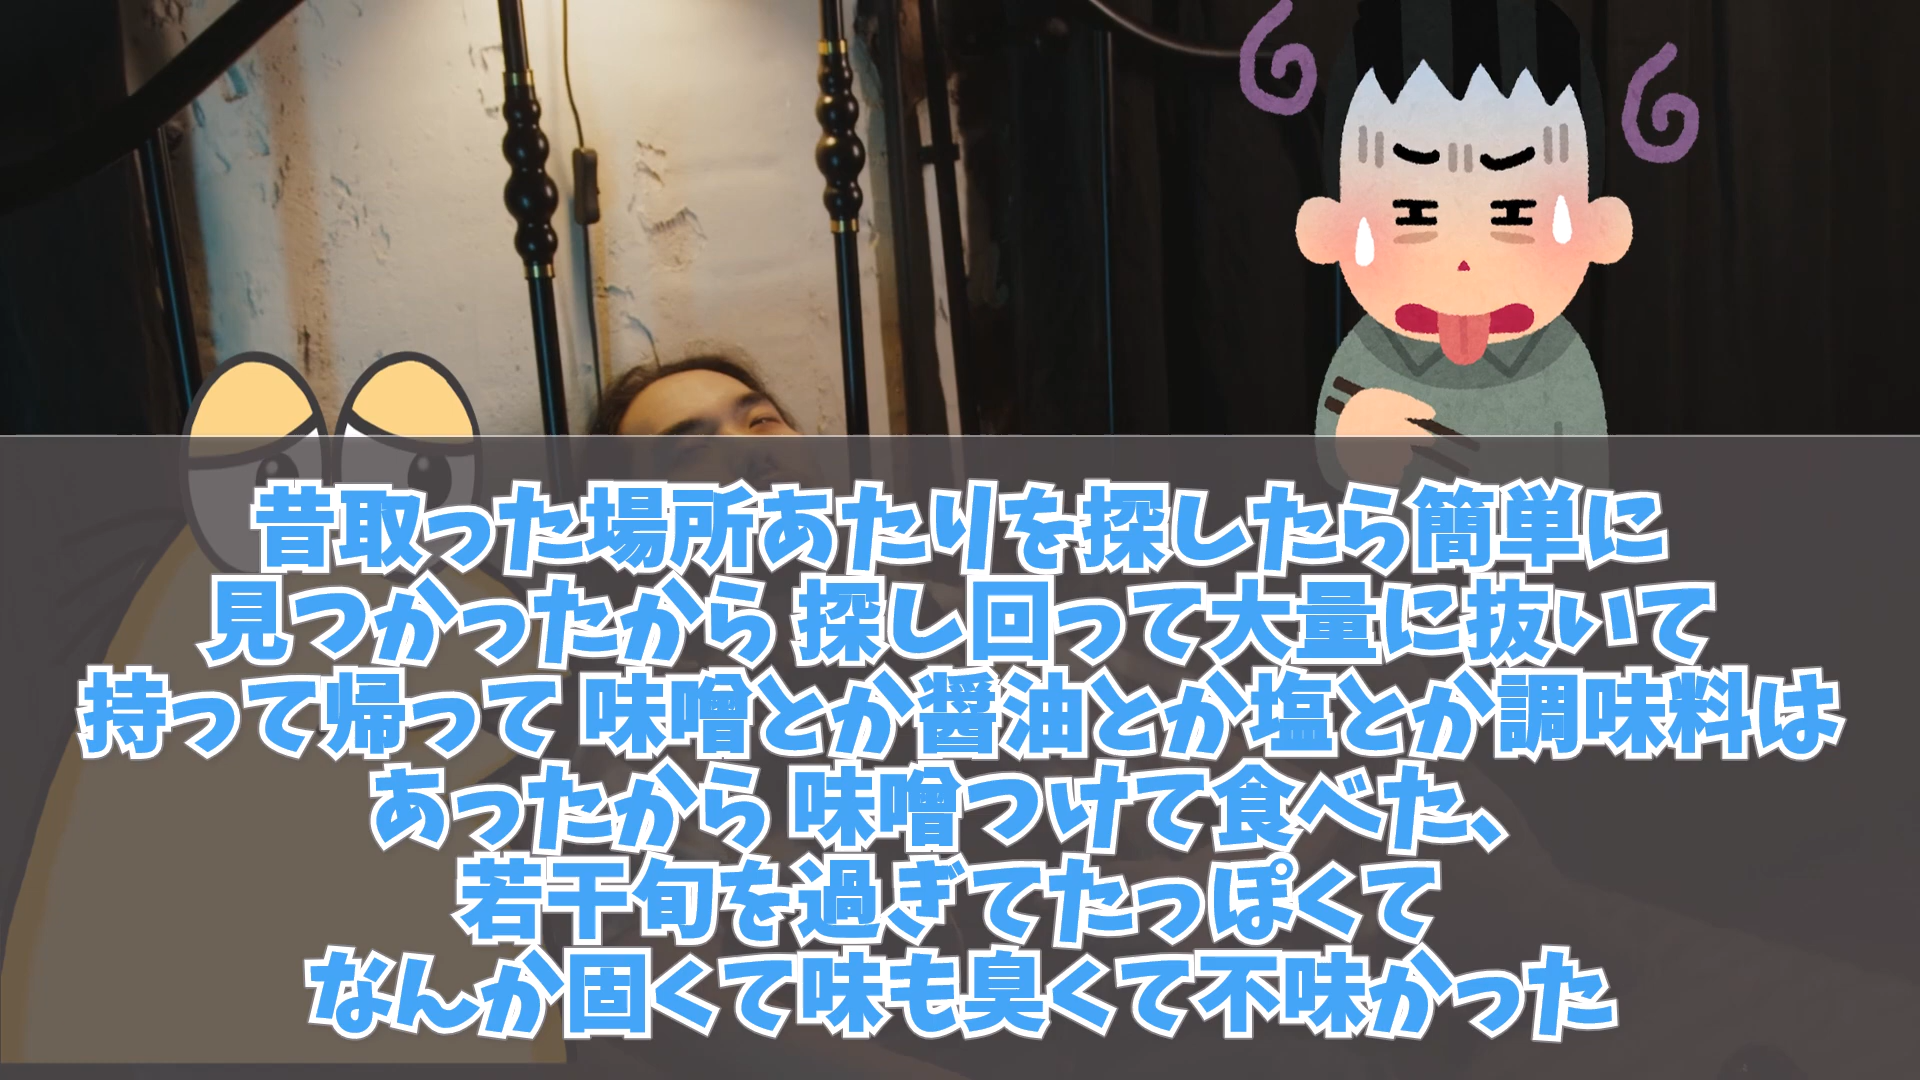 昔取った場所あたりを探したら簡単に
見つかったから 探し回って大量に抜いて
持って帰って 味噌とか醤油とか塩とか調味料は
あったから 味噌つけて食べた、
若干旬を過ぎてたっぽくて
なんか固くて味も臭くて不味かった